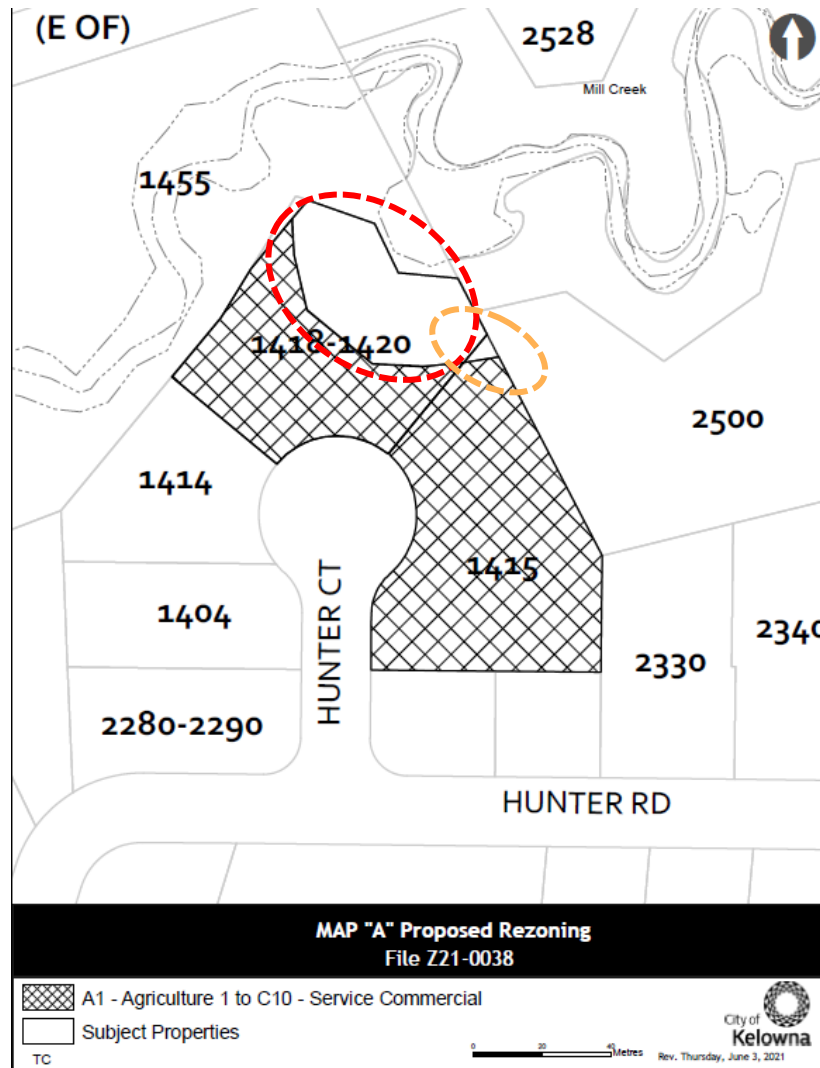 (E OF)
2528
Mill Creek
1455
1418-1420
2500
1414
1415
HUNTER CT
1404
2340
2330
2280-2290
HUNTER RD
MAP "A" Proposed Rezoning
File Z21-0038
A1 - Agriculture 1 to C10 - Service Commercial
Subject Properties
TC
0 20 40 Metres
City of
Kelowna
Rev. Thursday, June 3, 2021